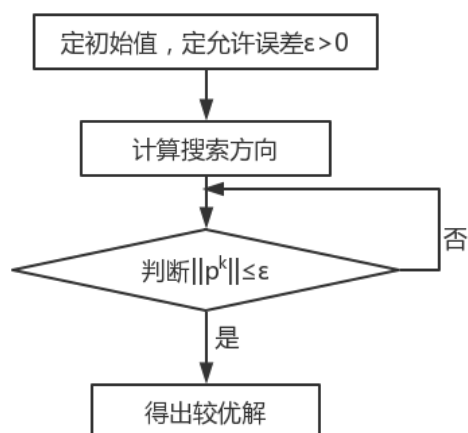 定初始值，定允许误差ε>0
计算搜索方向
否
判断||pᵏ||≤ε
是
得出较优解